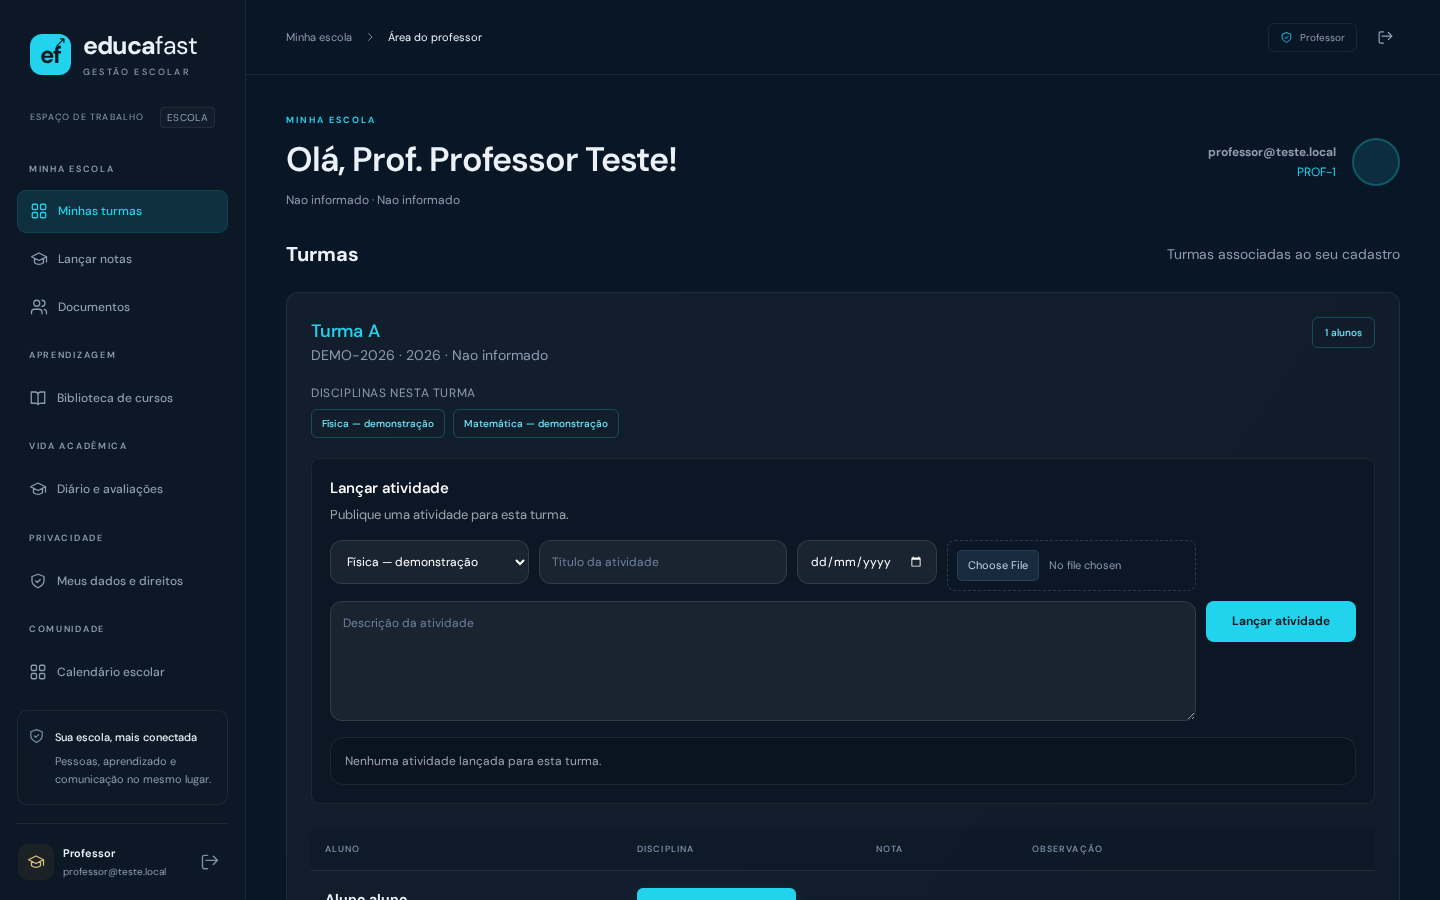 ef educafast
GESTÃO ESCOLAR
ESPAÇO DE TRABALHO ESCOLA
MINHA ESCOLA
Minhas turmas
Lançar notas
Documentos
APRENDIZAGEM
Biblioteca de cursos
VIDA ACADÊMICA
Diário e avaliações
PRIVACIDADE
Meus dados e direitos
COMUNIDADE
Calendário escolar
Sua escola, mais conectada
Pessoas, aprendizado e
comunicação no mesmo lugar.
Professor
professor@teste.local
Minha escola > Área do professor
Professor
MINHA ESCOLA
Olá, Prof. Professor Teste!
Nao informado · Nao informado
professor@teste.local
PROF-1
Turmas
Turmas associadas ao seu cadastro
Turma A
DEMO-2026 · 2026 · Nao informado
1 alunos
DISCIPLINAS NESTA TURMA
Física — demonstração Matemática — demonstração
Lançar atividade
Publique uma atividade para esta turma.
Física — demonstração Título da atividade dd/mm/yyyy Choose File No file chosen
Descrição da atividade
Lançar atividade
Nenhuma atividade lançada para esta turma.
ALUNO DISCIPLINA NOTA OBSERVAÇÃO
Aluno aluno